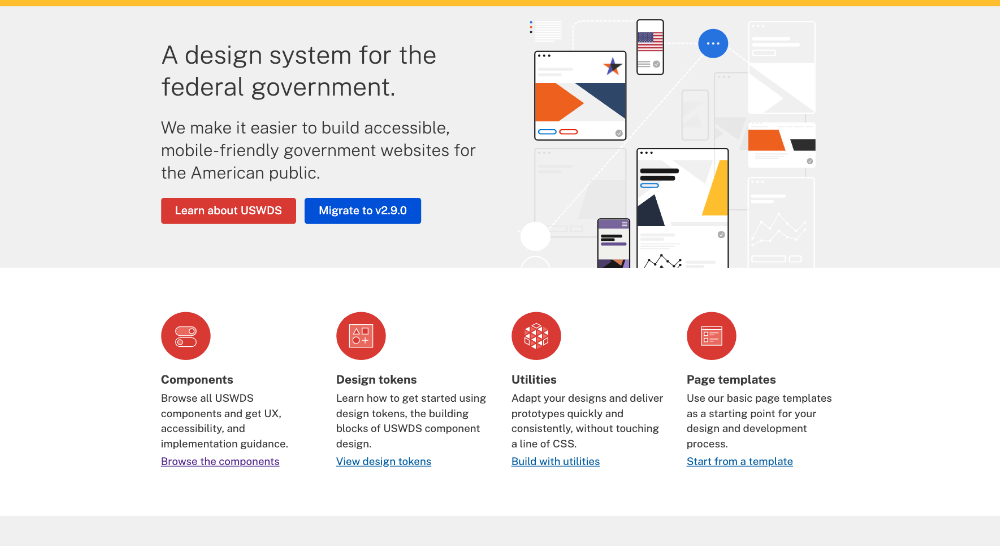 A design system for the
federal government.
We make it easier to build accessible,
mobile-friendly government websites for
the American public.
Learn about USWDS
Migrate to v2.9.0
Components
Browse all USWDS
components and get UX,
accessibility, and
implementation guidance.
Browse the components
Design tokens
Learn how to get started using
design tokens, the building
blocks of USWDS component
design.
View design tokens
Utilities
Adapt your designs and deliver
prototypes quickly and
consistently, without touching
a line of CSS.
Build with utilities
Page templates
Use our basic page templates
as a starting point for your
design and development
process.
Start from a template